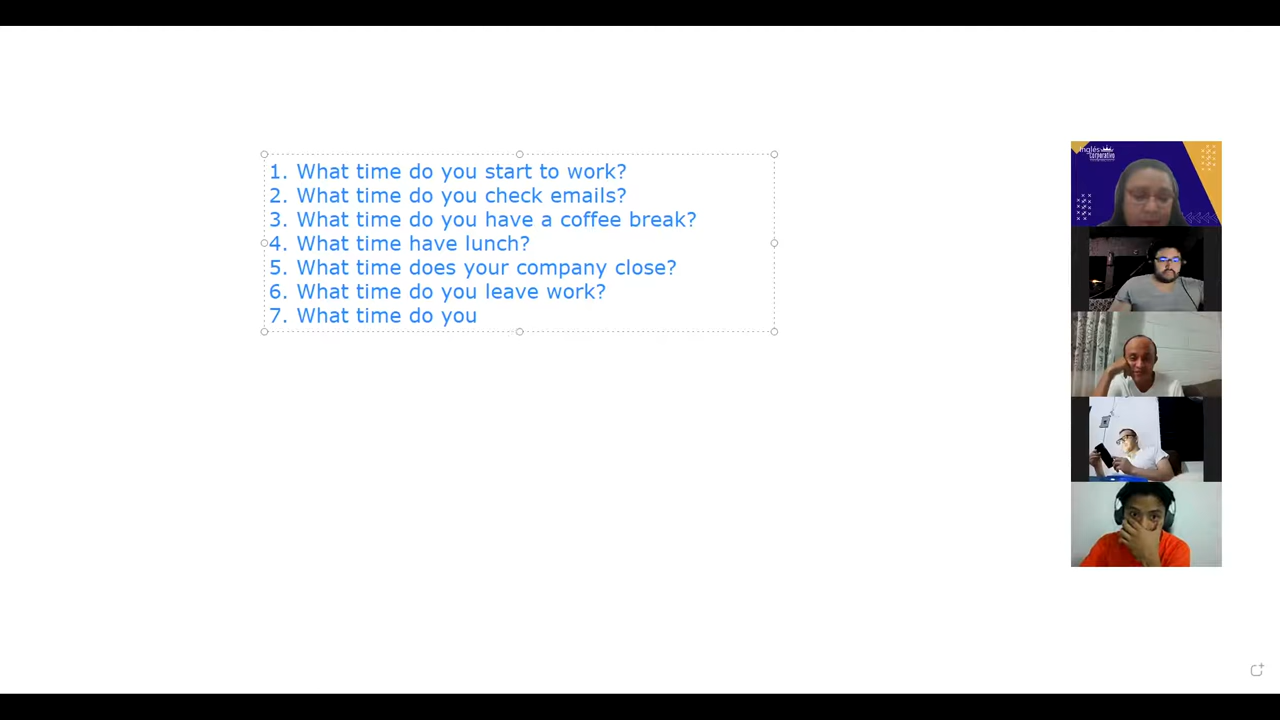 1. What time do you start to work?
2. What time do you check emails?
3. What time do you have a coffee break?
4. What time have lunch?
5. What time does your company close?
6. What time do you leave work?
7. What time do you
Inglés
Corporativo